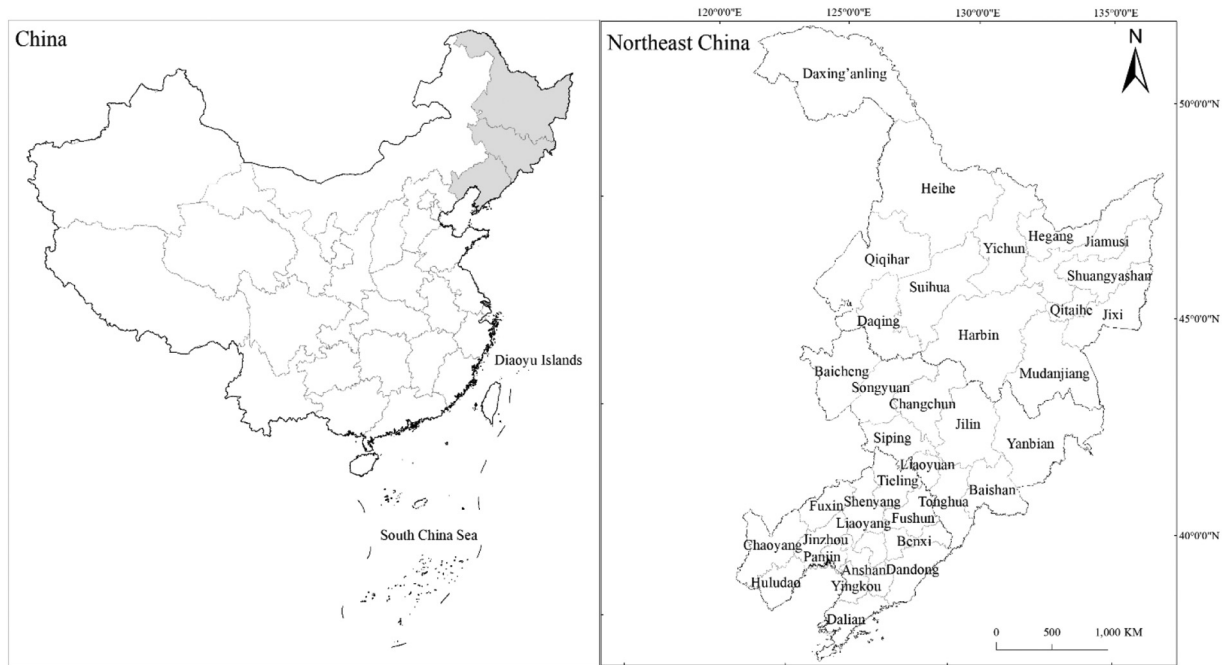 China
Diaoyu Islands
South China Sea
120°0'0"E 125°0'0"E 130°0'0"E 135°0'0"E
Northeast China
N
50°0'0"N
45°0'0"N
40°0'0"N
Daxing'anling
Heihe
Yichun
Hegang
Jiamusi
Qiqihar
Suihua
Shuangyashan
Qitaihe
Jixi
Daqing
Harbin
Mudanjiang
Baicheng
Songyuan
Changchun
Jilin
Siping
Yanbian
Liaoyuan
Tieling
Baishan
Fuxin
Shenyang
Tonghua
Liaoyang
Fushun
Chaoyang
Jinzhou
Benxi
Panjin
Huludao
Anshan
Dandong
Yingkou
Dalian
0 500 1,000 KM